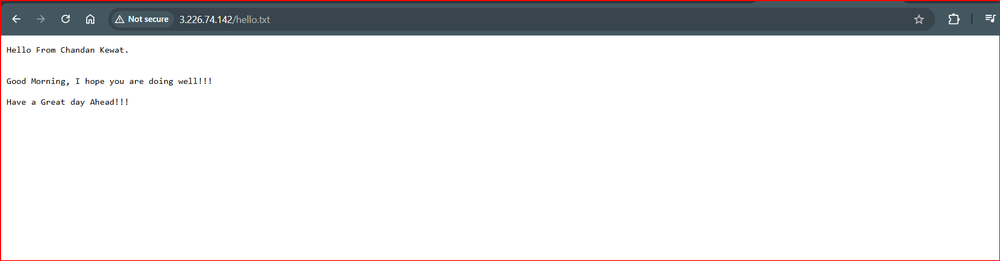 Not secure
3.226.74.142/hello.txt
Hello From Chandan Kewat.
Good Morning, I hope you are doing well!!!
Have a Great day Ahead!!!